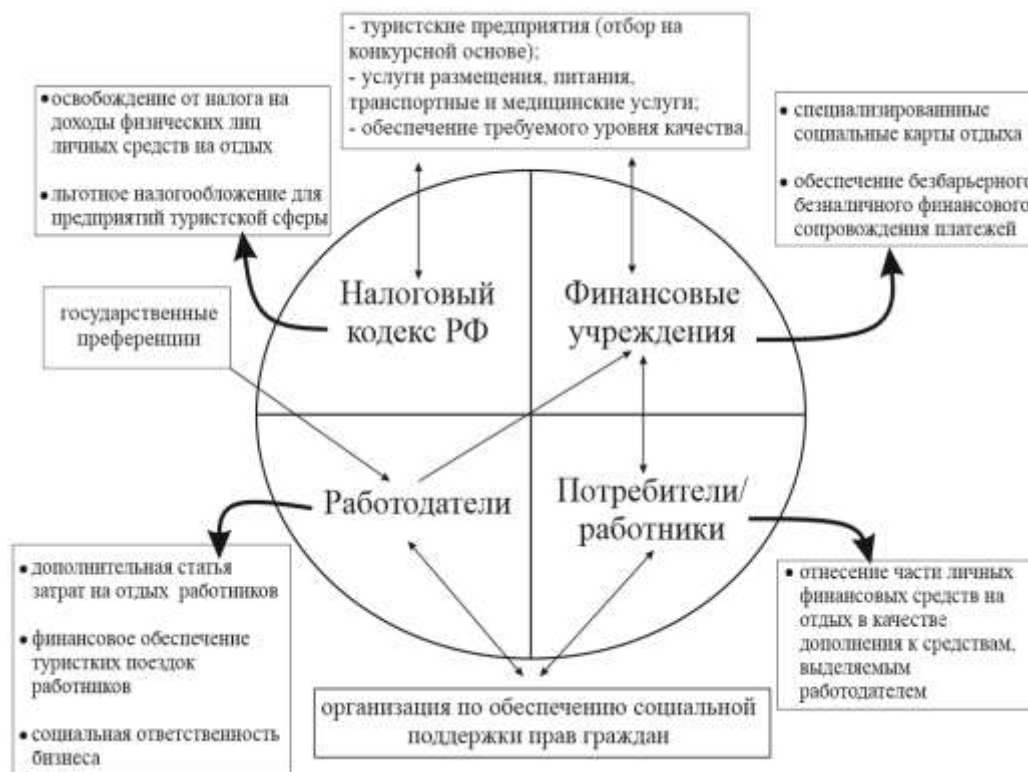 - туристские предприятия (отбор на
конкурсной основе);
- услуги размещения, питания,
транспортные и медицинские услуги;
- обеспечение требуемого уровня качества.
● освобождение от налога на
доходы физических лиц
личных средств на отдых
● льготное налогообложение для
предприятий туристской сферы
● специализированнные
социальные карты отдыха
● обеспечение безбарьерного
безналичного финансового
сопровождения платежей
государственные
преференции
Налоговый
кодекс РФ
Финансовые
учреждения
Работодатели
Потребители/
работники
● дополнительная статья
затрат на отдых работников
● финансовое обеспечение
туристких поездок
работников
● социальная ответственность
бизнеса
организация по обеспечению социальной
поддержки прав граждан
● отнесение части личных
финансовых средств на
отдых в качестве
дополнения к средствам,
выделяемым
работодателем